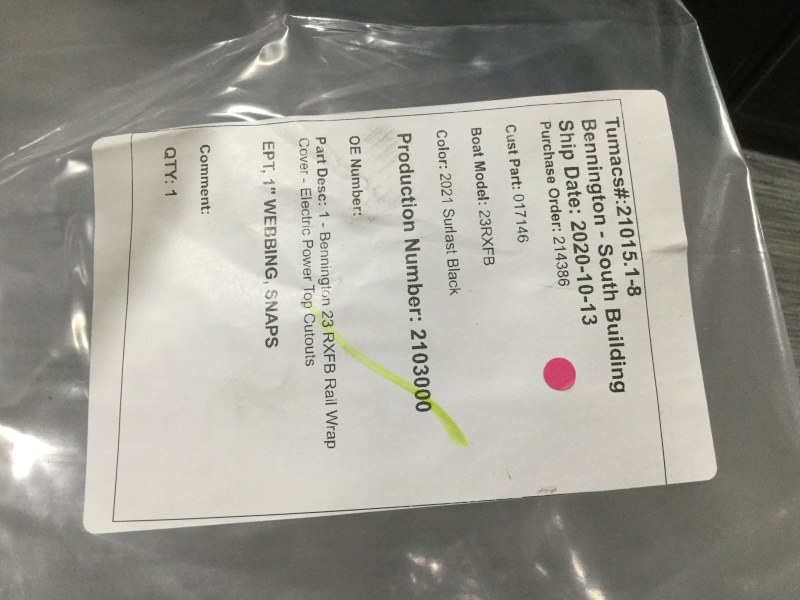 Tumacs#:21015.1-8
Bennington - South Building
Ship Date: 2020-10-13
Purchase Order: 214386
Cust Part: 017146
Boat Model: 23RXFB
Color: 2021 Surlast Black
Production Number: 2103000
OE Number:
Part Desc: 1 - Bennington 23 RXFB Rail Wrap
Cover - Electric Power Top Cutouts
EPT, 1" WEBBING, SNAPS
Comment:
QTY: 1